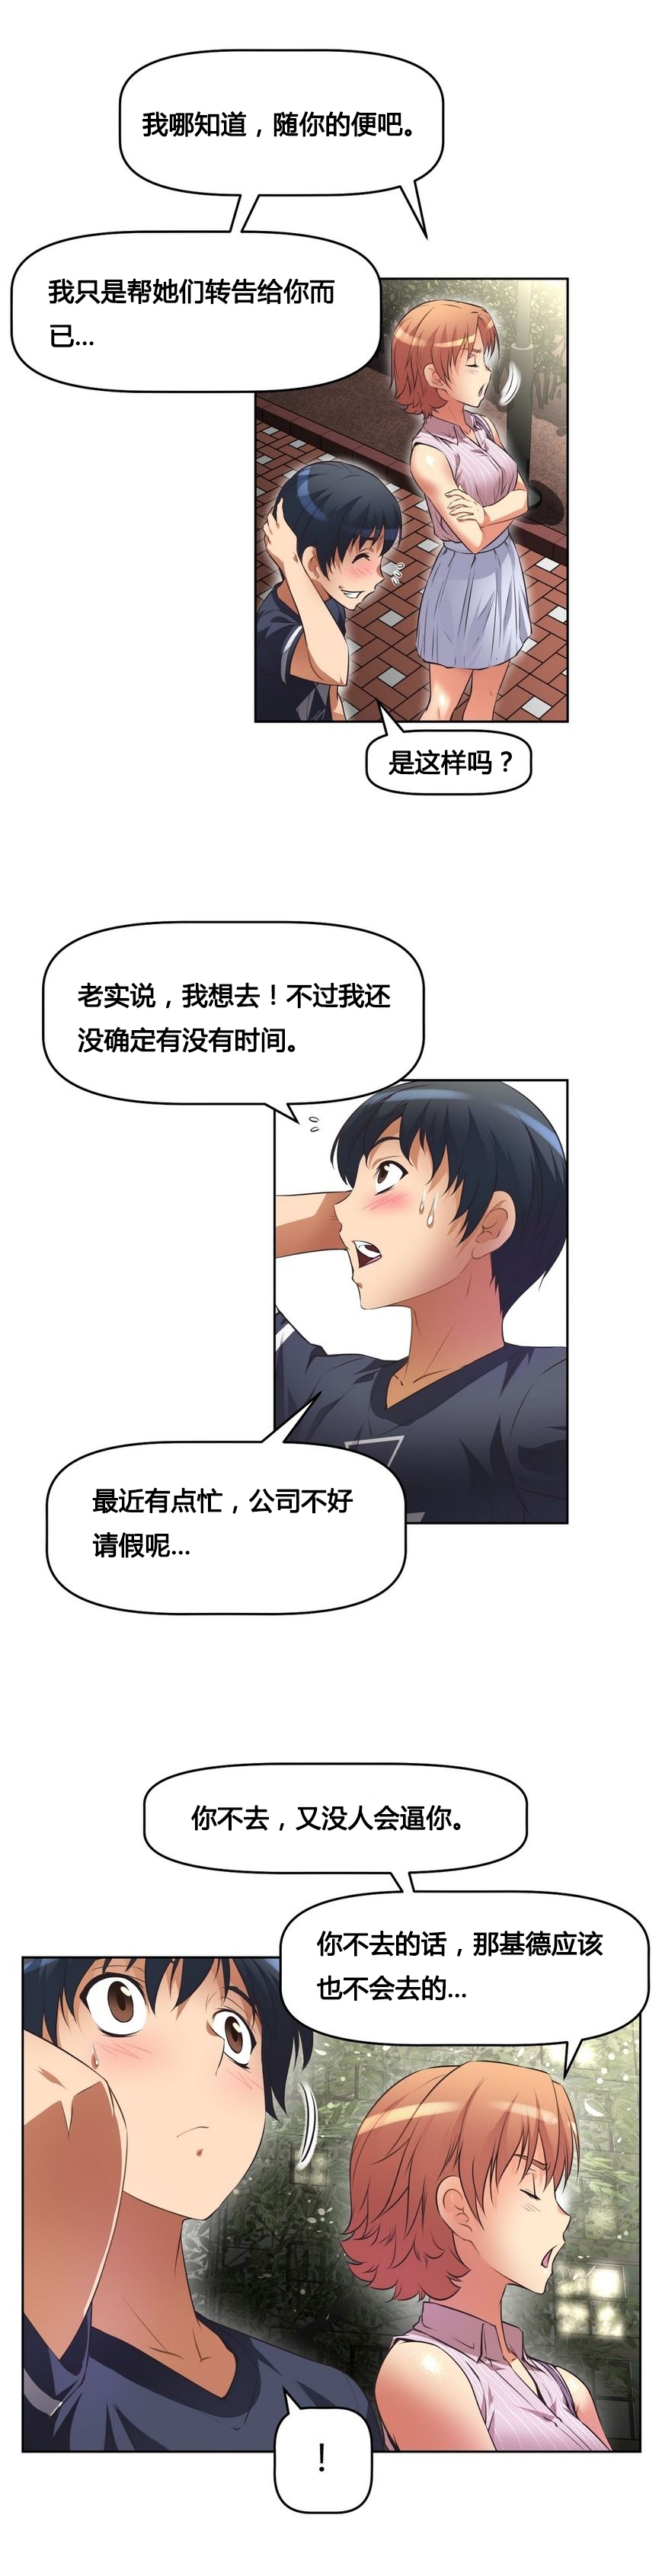 我哪知道，随你的便吧。
我只是帮她们转告给你而
已...
是这样吗？
老实说，我想去！不过我还
没确定有没有时间。
最近有点忙，公司不好
请假呢...
你不去，又没人会逼你。
你不去的话，那基德应该
也不会去的...
！